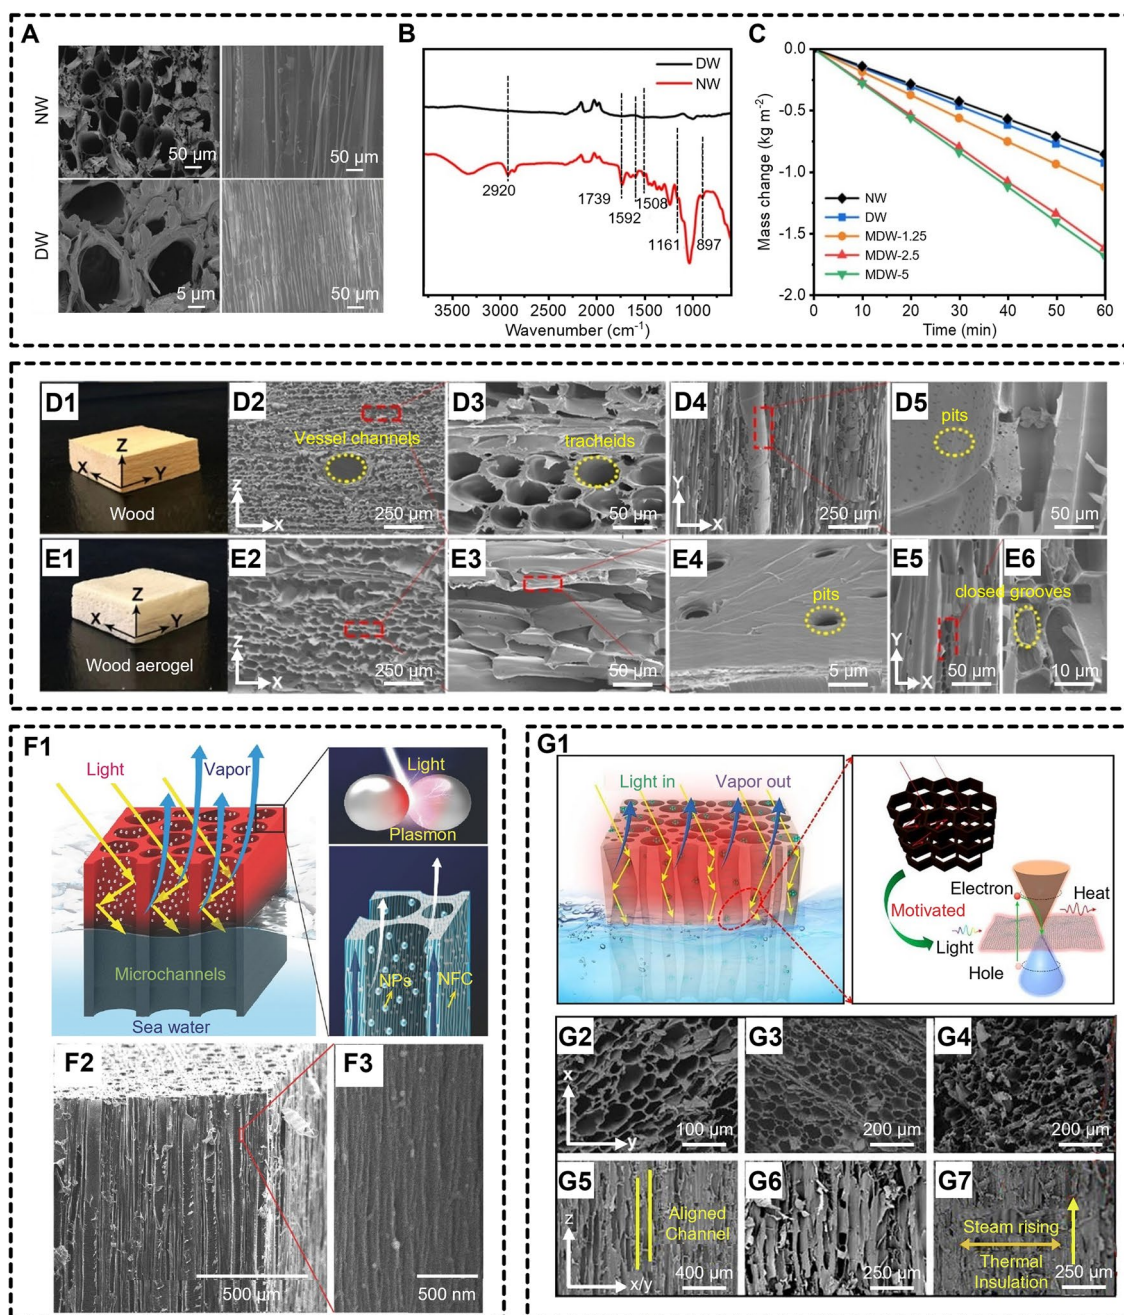 A
NW
50 µm
50 µm
DW
5 µm
50 µm
B
DW
NW
2920
1739
1592
1508
1161
897
3500 3000 2500 2000 1500 1000
Wavenumber (cm-1)
C
Mass change (kg m-2)
0.0
-0.5
-1.0
-1.5
-2.0
NW
DW
MDW-1.25
MDW-2.5
MDW-5
0 10 20 30 40 50 60
Time (min)
D1
Z
X
Y
Wood
D2
Vessel channels
Z
X
250 µm
D3
tracheids
50 µm
D4
Y
X
250 µm
D5
pits
50 µm
E1
Z
X
Y
Wood aerogel
E2
Z
X
250 µm
E3
50 µm
E4
pits
5 µm
E5
E6
closed grooves
Y
X
50 µm
10 µm
F1
Light
Vapor
Microchannels
Sea water
Light
Plasmon
NPs
NFC
F2
500 µm
F3
500 nm
G1
Light in
Vapor out
Electron
Heat
Motivated
Light
Hole
G2
x
y
100 µm
G3
200 µm
G4
200 µm
G5
Aligned
Channel
z
x/y
400 µm
G6
250 µm
G7
Steam rising
Thermal
Insulation
250 µm